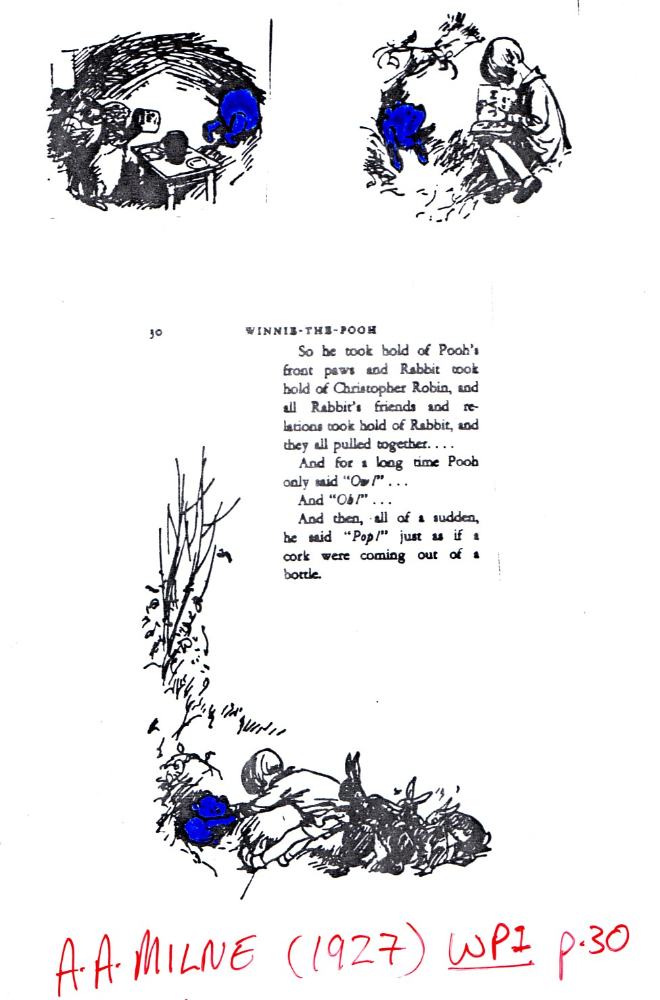 JAM
30 WINNIE-THE-POOH
So he took hold of Pooh's
front paws and Rabbit took
hold of Christopher Robin, and
all Rabbit's friends and re-
lations took hold of Rabbit, and
they all pulled together....
And for a long time Pooh
only said "Ow!"...
And "Oh!"...
And then, all of a sudden,
he said "Pop!" just as if a
cork were coming out of a
bottle.
A.A. MILNE (1927) WPI p.30